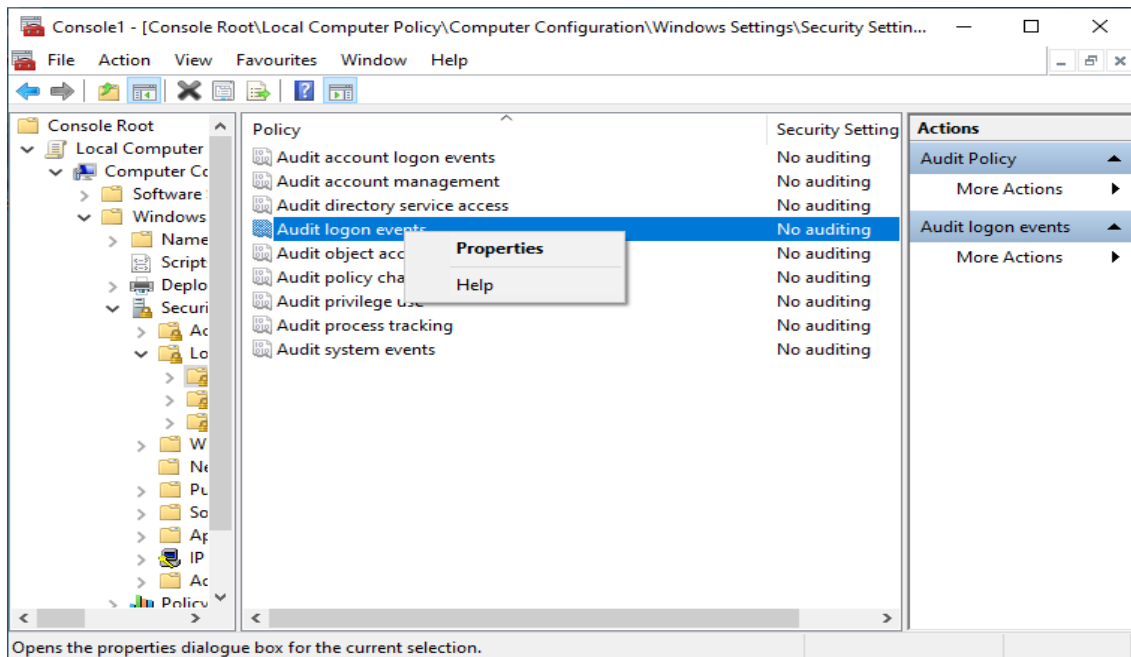 Console1 - [Console Root\Local Computer Policy\Computer Configuration\Windows Settings\Security Settin...
File Action View Favourites Window Help
Console Root
Local Computer
Computer Cc
Software
Windows
Name
Script
Deplo
Securi
Ac
Lo
W
Ne
Pu
So
Ap
IP
Ac
Policy
Policy Security Setting
Audit account logon events No auditing
Audit account management No auditing
Audit directory service access No auditing
Audit logon events No auditing
Audit object acc No auditing
Audit policy cha No auditing
Audit privilege use No auditing
Audit process tracking No auditing
Audit system events No auditing
Properties
Help
Actions
Audit Policy
More Actions
Audit logon events
More Actions
Opens the properties dialogue box for the current selection.